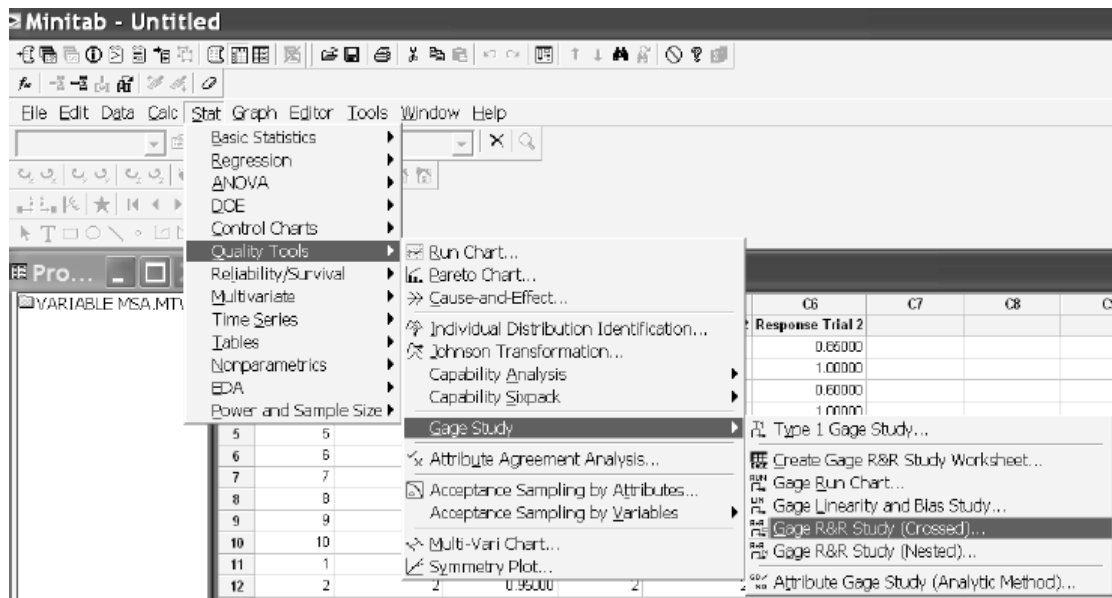 Minitab - Untitled
File Edit Data Calc Stat Graph Editor Tools Window Help
Basic Statistics
Regression
ANOVA
DOE
Control Charts
Quality Tools
Reliability/Survival
Multivariate
Time Series
Tables
Nonparametrics
EDA
Power and Sample Size
Run Chart...
Pareto Chart...
Cause-and-Effect...
Individual Distribution Identification...
Johnson Transformation...
Capability Analysis
Capability Sixpack
Gage Study
Attribute Agreement Analysis...
Acceptance Sampling by Attributes...
Acceptance Sampling by Variables
Multi-Vari Chart...
Symmetry Plot...
Type 1 Gage Study...
Create Gage R&R Study Worksheet...
Gage Run Chart...
Gage Linearity and Bias Study...
Gage R&R Study (Crossed)...
Gage R&R Study (Nested)...
Attribute Gage Study (Analytic Method)...
Pro...
VARIABLE MSA.MTW
C6 C7 C8
Response Trial 2
0.85000
1.00000
0.60000
1.00000
5 5
6 6
7 7
8 8
9 9
10 10
11 1
12 2 2 0.95000 2 2